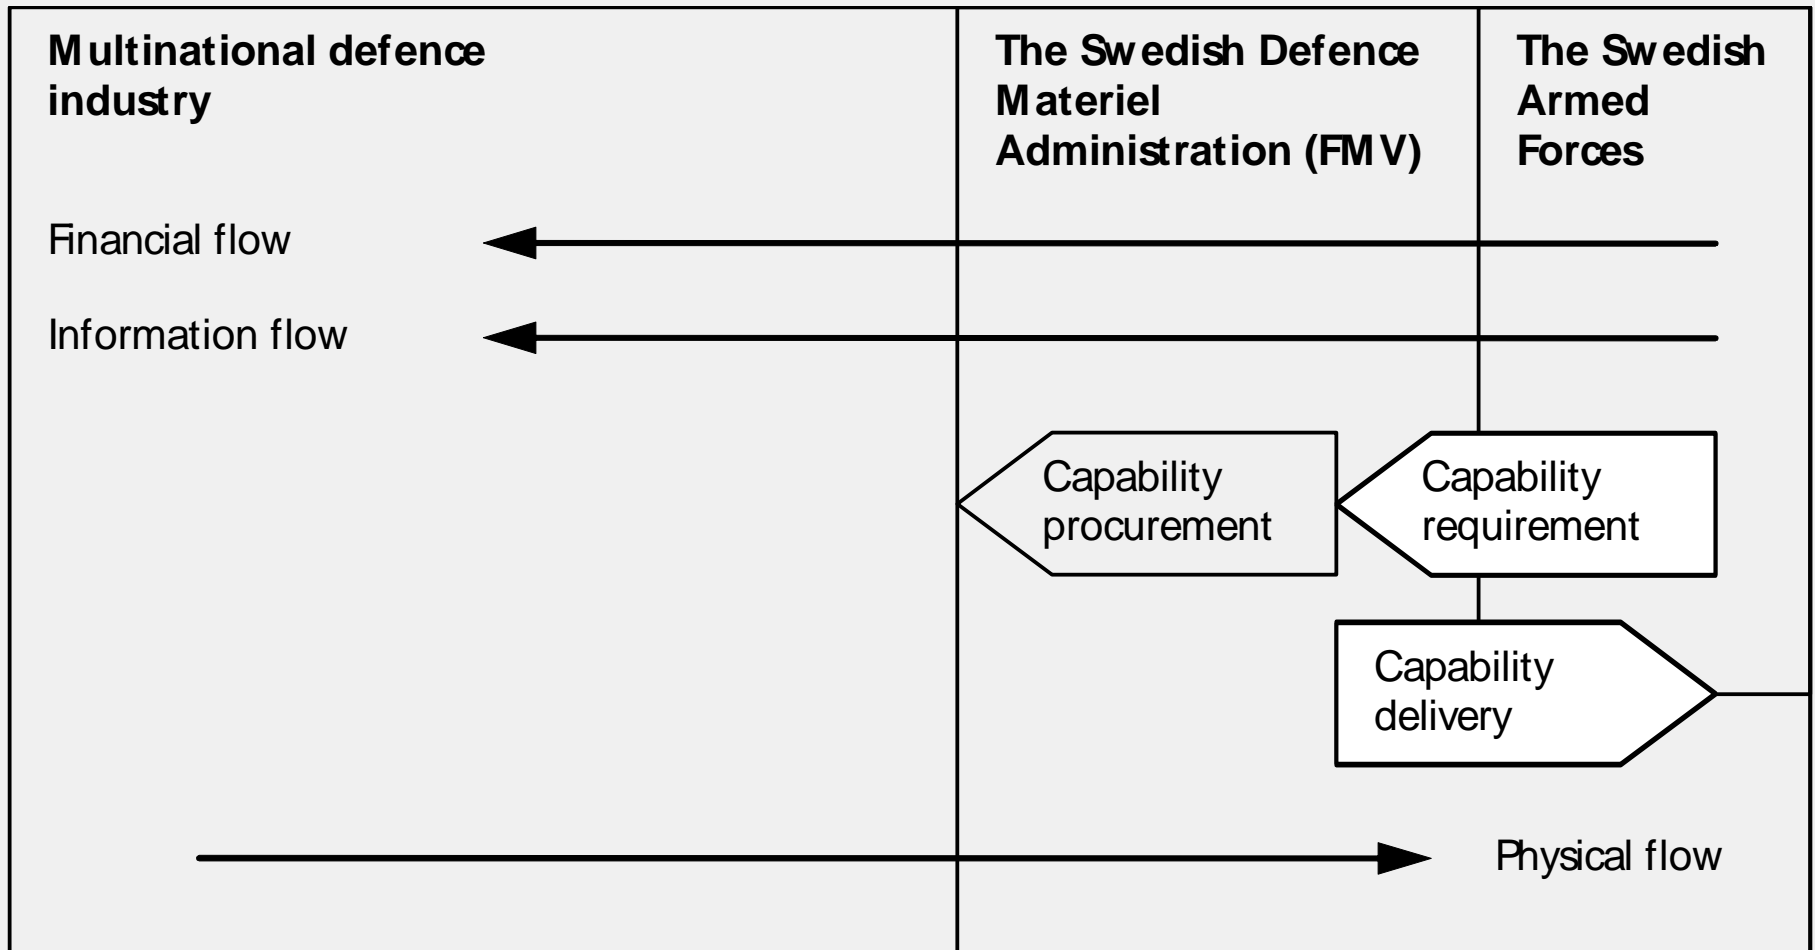 Multinational defence
industry
The Swedish Defence
Materiel
Administration (FMV)
The Swedish
Armed
Forces
Financial flow
Information flow
Capability
procurement
Capability
requirement
Capability
delivery
Physical flow